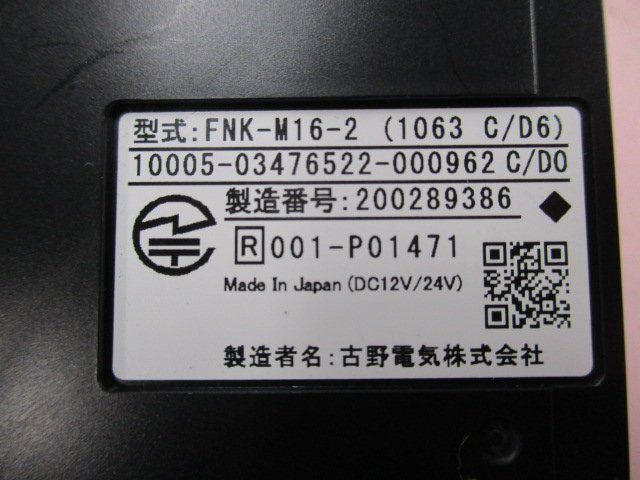 型式:FNK-M16-2 (1063 C/D6)
10005-03476522-000962 C/D0
製造番号:200289386
R 001-P01471
Made In Japan (DC12V/24V)
製造者名:古野電気株式会社